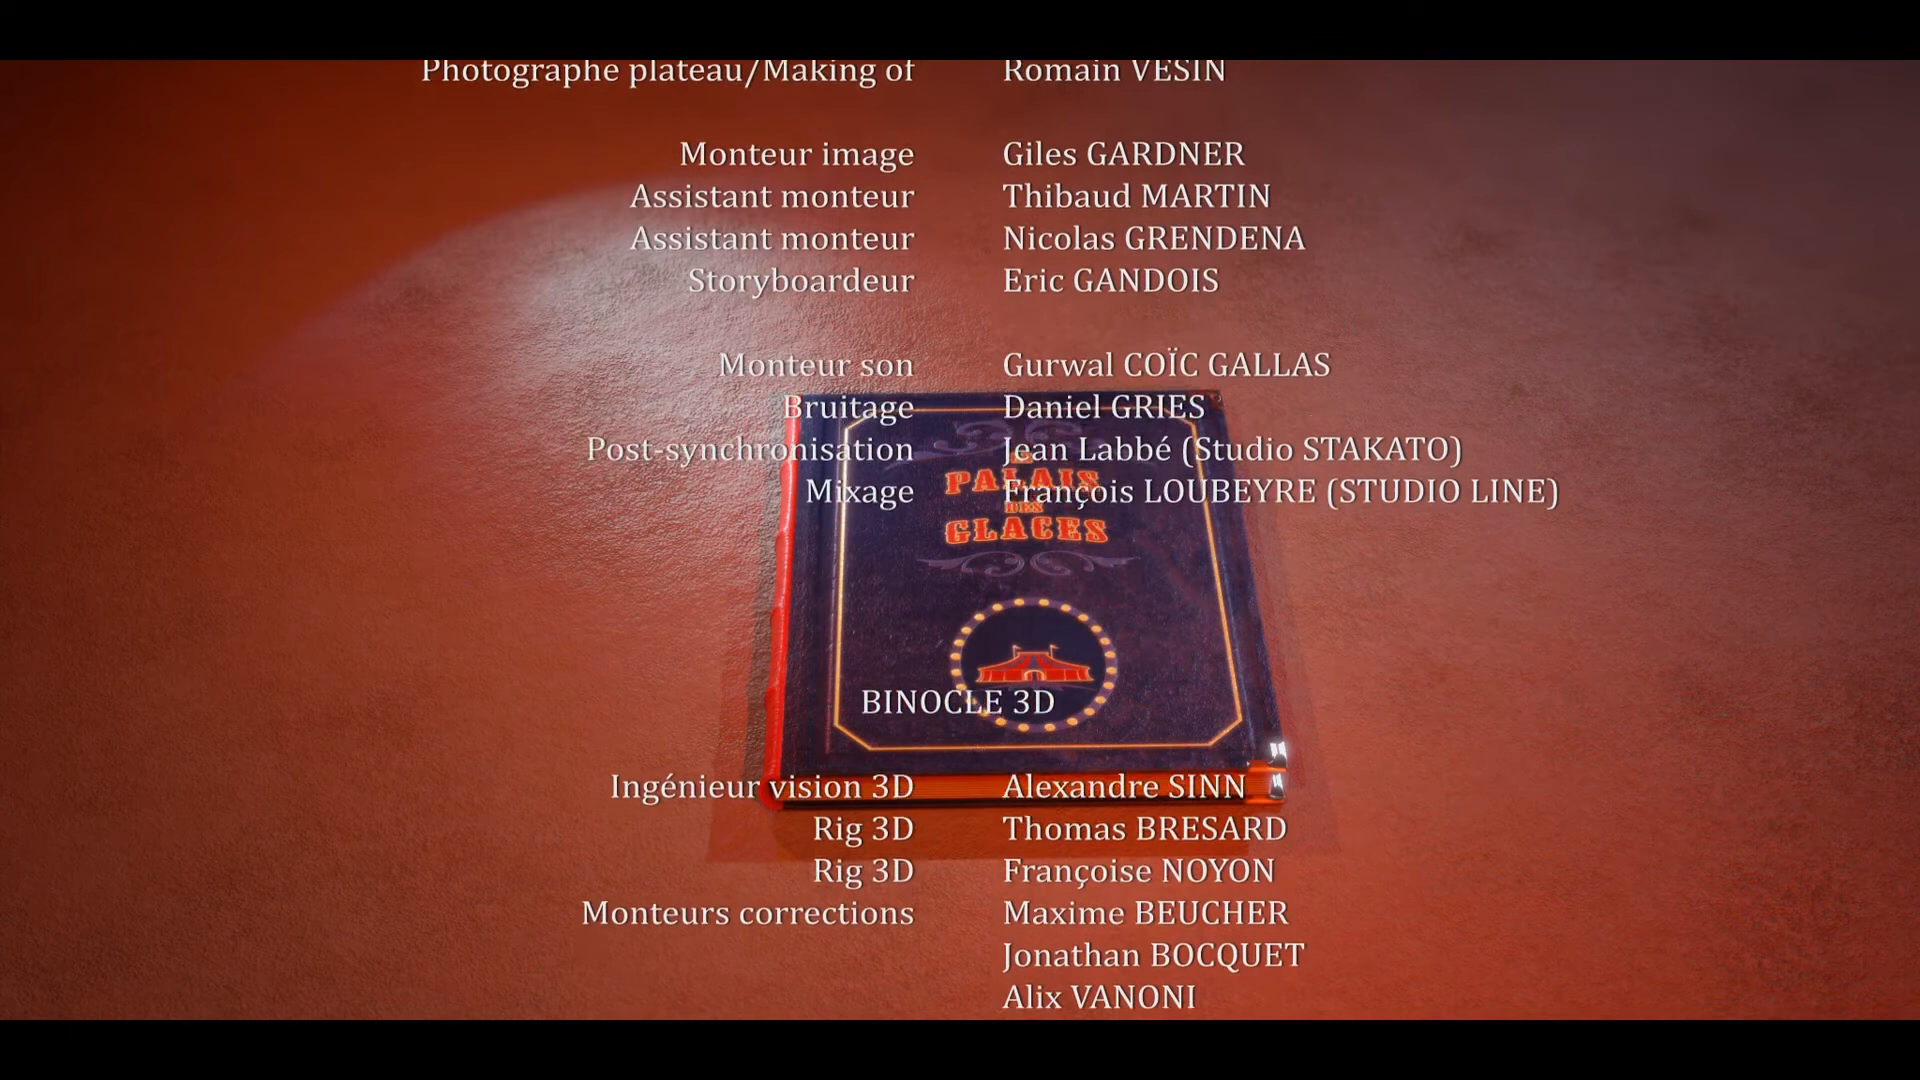 Photographe plateau/Making of Romain VESIN
Monteur image Giles GARDNER
Assistant monteur Thibaud MARTIN
Assistant monteur Nicolas GRENDENA
Storyboardeur Eric GANDOIS
Monteur son Gurwal COÏC GALLAS
Bruitage Daniel GRIES
Post-synchronisation Jean Labbé (Studio STAKATO)
Mixage François LOUBEYRE (STUDIO LINE)
PALAIS
DES
GLACES
BINOCLE 3D
Ingénieur vision 3D Alexandre SINN
Rig 3D Thomas BRESARD
Rig 3D Françoise NOYON
Monteurs corrections Maxime BEUCHER
Jonathan BOCQUET
Alix VANONI